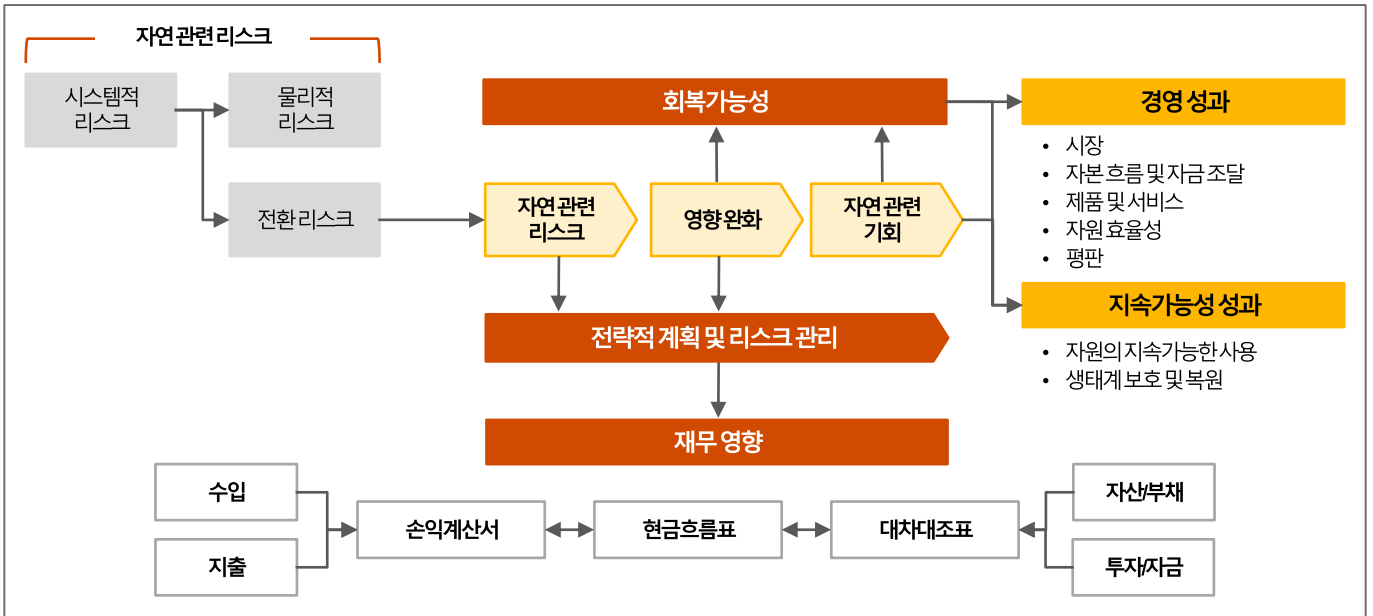 자연 관련 리스크
시스템적
리스크
물리적
리스크
전환 리스크
회복가능성
자연 관련
리스크
영향 완화
자연 관련
기회
전략적 계획 및 리스크 관리
재무 영향
경영 성과
• 시장
• 자본 흐름 및 자금 조달
• 제품 및 서비스
• 자원 효율성
• 평판
지속가능성 성과
• 자원의 지속가능한 사용
• 생태계 보호 및 복원
수입
지출
손익계산서
현금흐름표
대차대조표
자산/부채
투자/자금